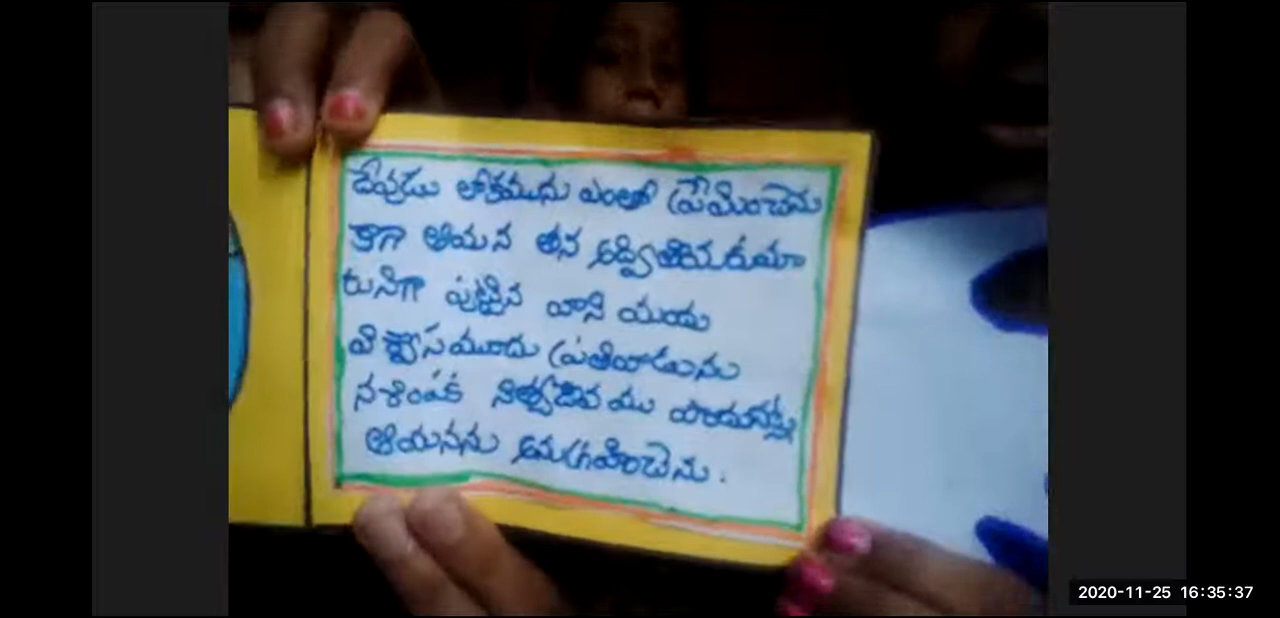 దేవుడు లోకమును ఎంతో ప్రేమించెను
కాగా ఆయన తన అద్వితీయకుమా
రునిగా పుట్టిన వాని యందు
విశ్వాసముంచు ప్రతివాడును
నశింపక నిత్యజీవము పొందునట్లు
ఆయనను అనుగ్రహించెను.
2020-11-25 16:35:37